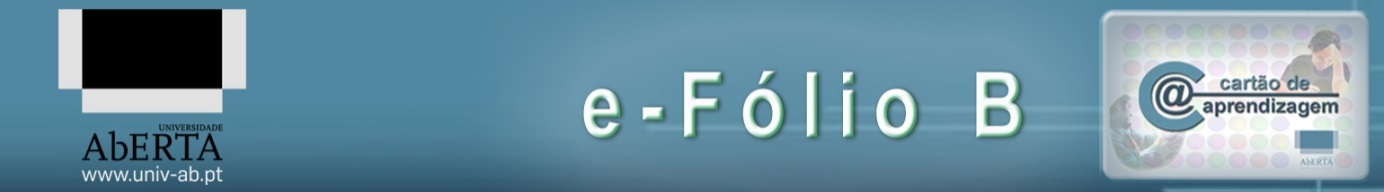 UNIVERSIDADE
AbERTA
www.univ-ab.pt
e-Fólio B
cartão de
@ aprendizagem
AbERTA